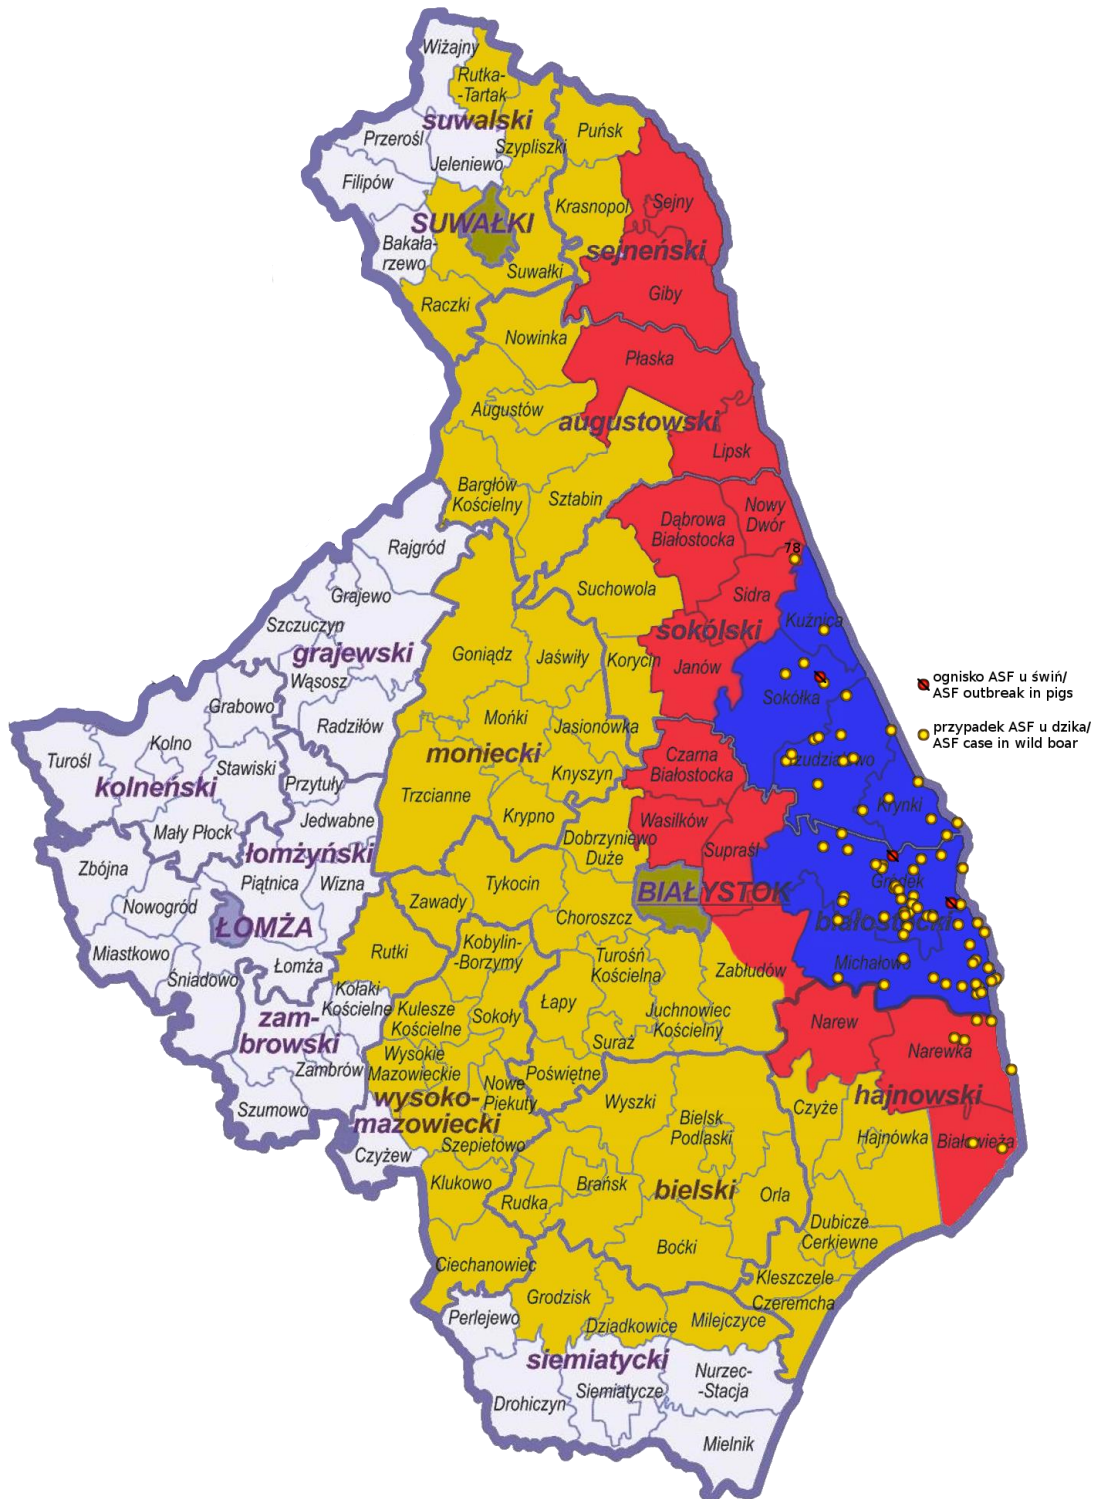 Wiżajny
Rutka-
-Tartak
suwalski
Puńsk
Przerośl
Szypliszki
Jeleniewo
Filipów
Sejny
Krasnopol
SUWAŁKI
Bakała-
rzewo
sejneński
Suwałki
Giby
Raczki
Nowinka
Płaska
Augustów
augustowski
Lipsk
Bargłów
Kościelny
Sztabin
Nowy
Dwór
Dąbrowa
Białostocka
Rajgród
78
Suchowola
Sidra
Grajewo
Kuźnica
Szczuczyn
sokólski
grajewski
Goniądz
Jaświły
Korycin
Janów
Wąsosz
Sokółka
ognisko ASF u świń/
ASF outbreak in pigs
Grabowo
Radziłów
Mońki
Jasionówka
przypadek ASF u dzika/
ASF case in wild boar
Kolno
Turośl
moniecki
Czarna
Białostocka
Stawiski
Knyszyn
kolneński
Przytuły
Trzcianne
Krynki
Jedwabne
Krypno
Wasilków
Mały Płock
Dobrzyniewo
Duże
Supraśl
łomżyński
Zbójna
Piątnica
Wizna
Tykocin
Gródek
BIAŁYSTOK
Nowogród
Zawady
Choroszcz
białostocki
ŁOMŻA
Miastkowo
Rutki
Kobylin-
-Borzymy
Turośń
Kościelna
Zabłudów
Michałowo
Łomża
Śniadowo
Kołaki
Kościelne
Kulesze
Kościelne
Sokoły
Łapy
Juchnowiec
Kościelny
zam-
browski
Narew
Suraż
Narewka
Wysokie
Mazowieckie
Zambrów
Nowe
Piekuty
Poświętne
hajnowski
Szumowo
wysoko-
mazowiecki
Wyszki
Czyże
Bielsk
Podlaski
Hajnówka
Białowieża
Szepietowo
Czyżew
Klukowo
Brańsk
bielski
Rudka
Orla
Dubicze
Cerkiewne
Boćki
Ciechanowiec
Kleszczele
Grodzisk
Czeremcha
Perlejewo
Dziadkowice
Milejczyce
siemiatycki
Nurzec-
-Stacja
Siemiatycze
Drohiczyn
Mielnik